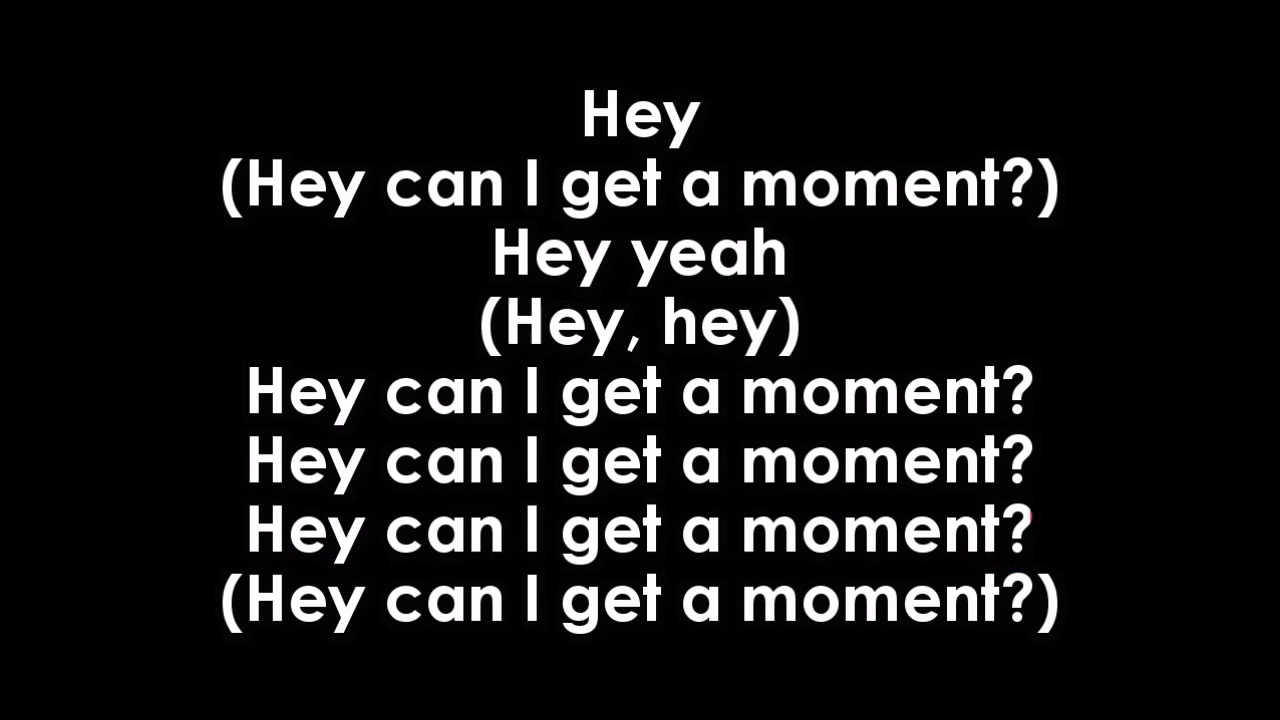 Hey
(Hey can I get a moment?)
Hey yeah
(Hey, hey)
Hey can I get a moment?
Hey can I get a moment?
Hey can I get a moment?
(Hey can I get a moment?)